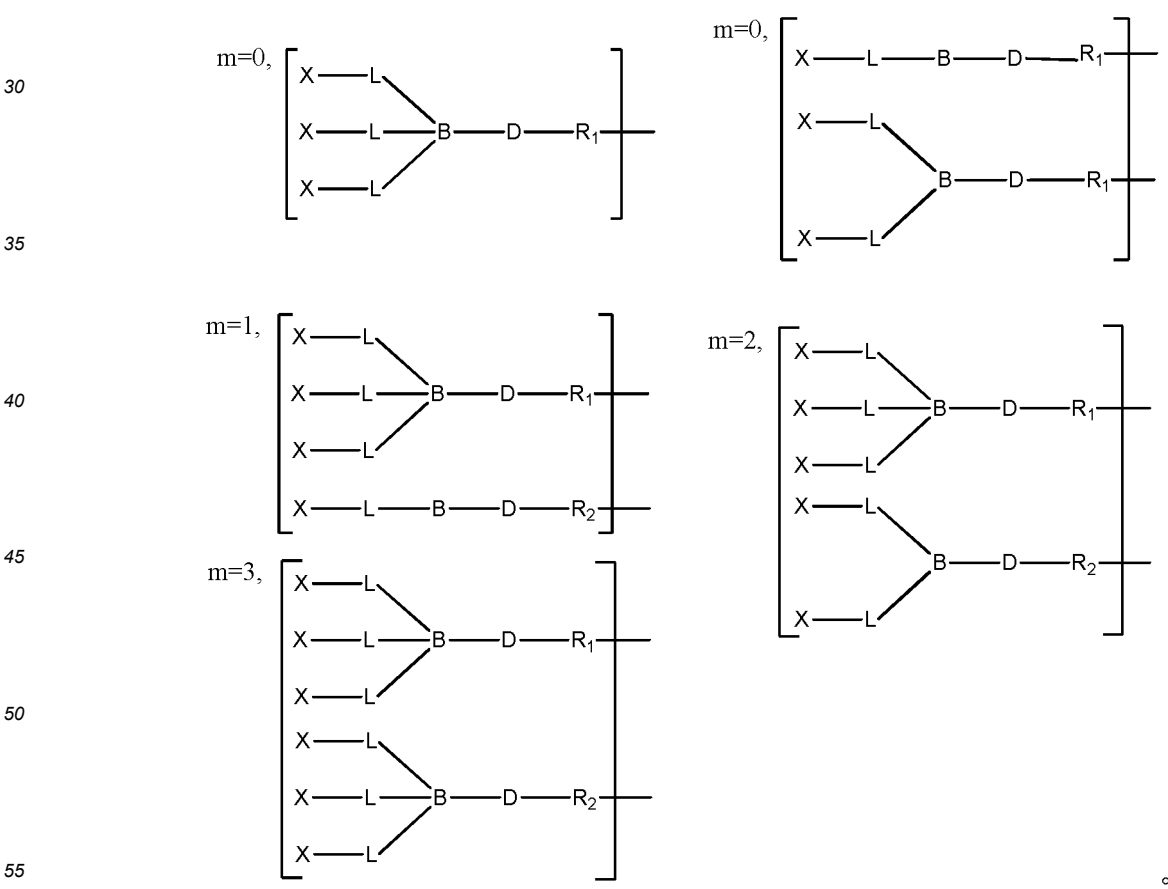 30
35
40
45
50
55
m=0,
X L
X L B D R1
X L
m=0,
X L B D R1
X L
B D R1
X L
m=1,
X L
X L B D R1
X L
X L B D R2
m=2,
X L
X L B D R1
X L
X L
B D R2
X L
m=3,
X L
X L B D R1
X L
X L
X L B D R2
X L